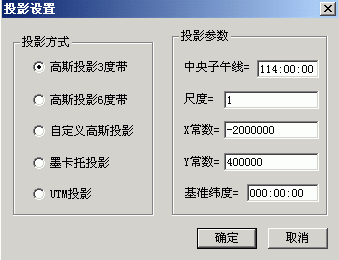 投影设置
投影方式
高斯投影3度带
高斯投影6度带
自定义高斯投影
墨卡托投影
UTM投影
投影参数
中央子午线= 114:00:00
尺度= 1
X常数= -2000000
Y常数= 400000
基准纬度= 000:00:00
确定
取消